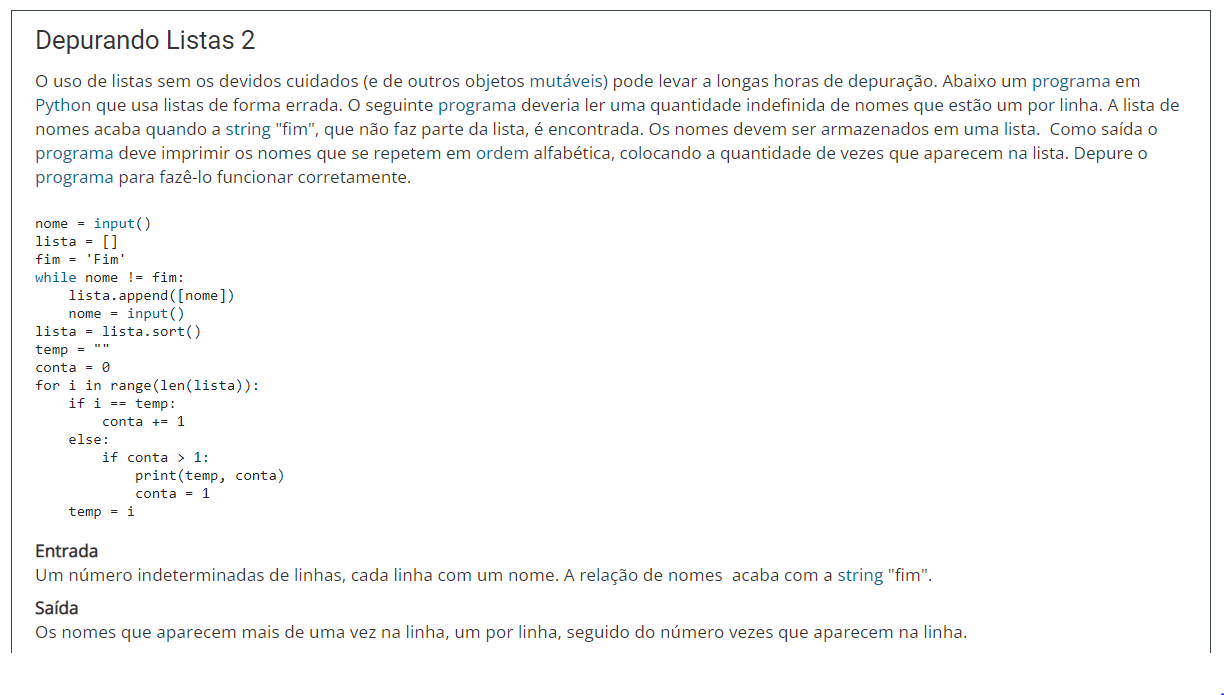 Depurando Listas 2
O uso de listas sem os devidos cuidados (e de outros objetos mutáveis) pode levar a longas horas de depuração. Abaixo um programa em
Python que usa listas de forma errada. O seguinte programa deveria ler uma quantidade indefinida de nomes que estão um por linha. A lista de
nomes acaba quando a string "fim", que não faz parte da lista, é encontrada. Os nomes devem ser armazenados em uma lista.  Como saída o
programa deve imprimir os nomes que se repetem em ordem alfabética, colocando a quantidade de vezes que aparecem na lista. Depure o
programa para fazê-lo funcionar corretamente.
nome = input()
lista = []
fim = 'Fim'
while nome != fim:
    lista.append([nome])
    nome = input()
lista = lista.sort()
temp = ""
conta = 0
for i in range(len(lista)):
    if i == temp:
        conta += 1
    else:
        if conta > 1:
            print(temp, conta)
            conta = 1
    temp = i
Entrada
Um número indeterminadas de linhas, cada linha com um nome. A relação de nomes  acaba com a string "fim".
Saída
Os nomes que aparecem mais de uma vez na linha, um por linha, seguido do número vezes que aparecem na linha.